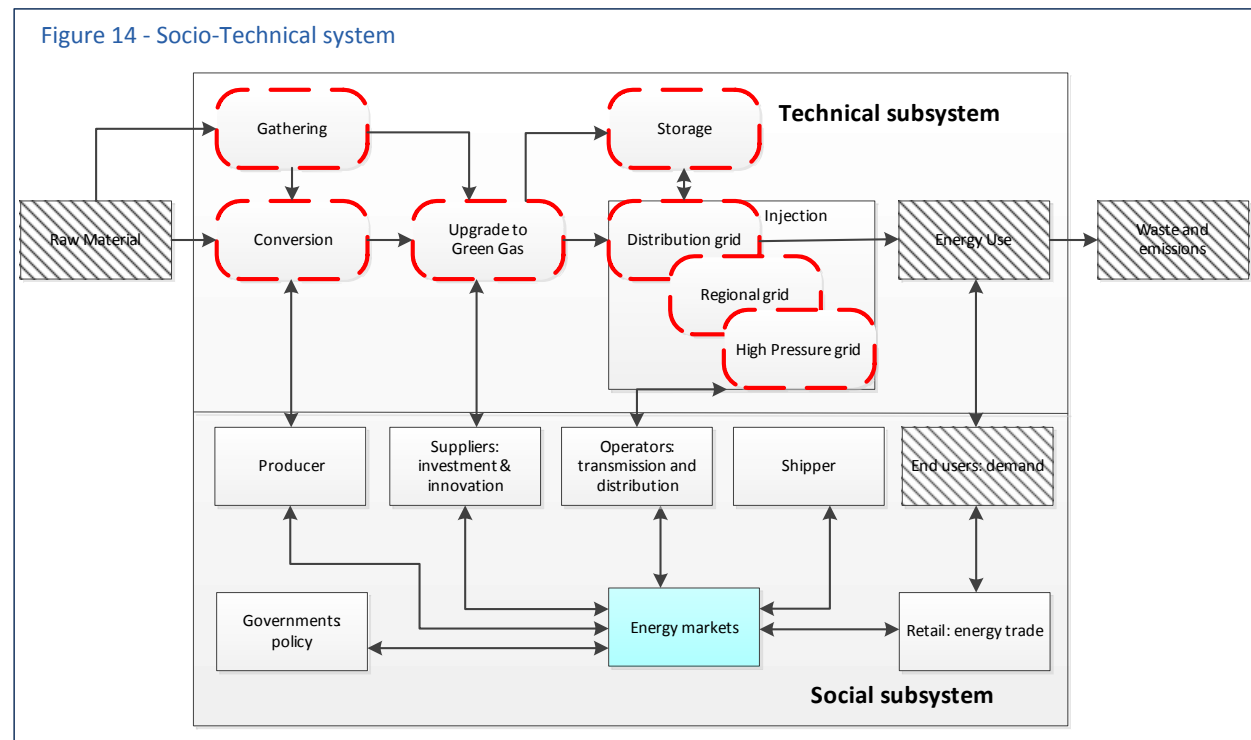 Figure 14 - Socio-Technical system
Technical subsystem
Gathering
Storage
Raw Material
Conversion
Upgrade to
Green Gas
Injection
Distribution grid
Regional grid
High Pressure grid
Energy Use
Waste and
emissions
Producer
Suppliers:
investment &
innovation
Operators:
transmission and
distribution
Shipper
End users: demand
Governments:
policy
Energy markets
Retail: energy trade
Social subsystem